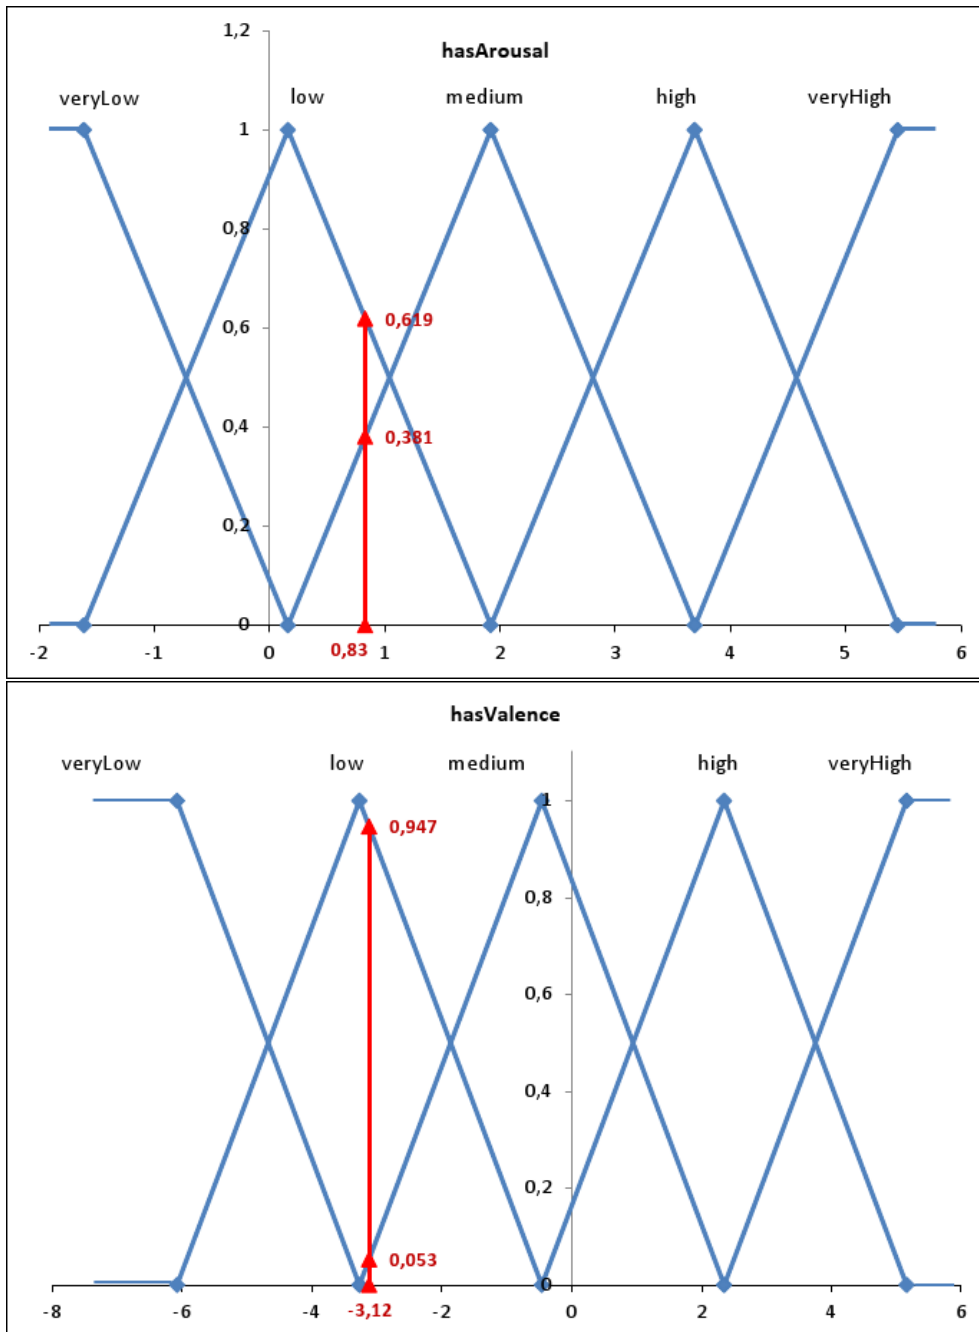 1,2
hasArousal
veryLow low medium high veryHigh
1
0,8
0,619
0,6
0,381
0,4
0,2
0
-2 -1 0 0,83 1 2 3 4 5 6
hasValence
veryLow low medium high veryHigh
1
0,947
0,8
0,6
0,4
0,2
0,053
0
-8 -6 -4 -3,12 -2 0 2 4 6